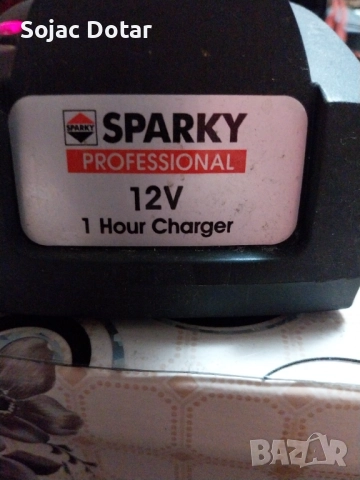 Sojac Dotar
SPARKY
SPARKY
PROFESSIONAL
12V
1 Hour Charger
BAZAR